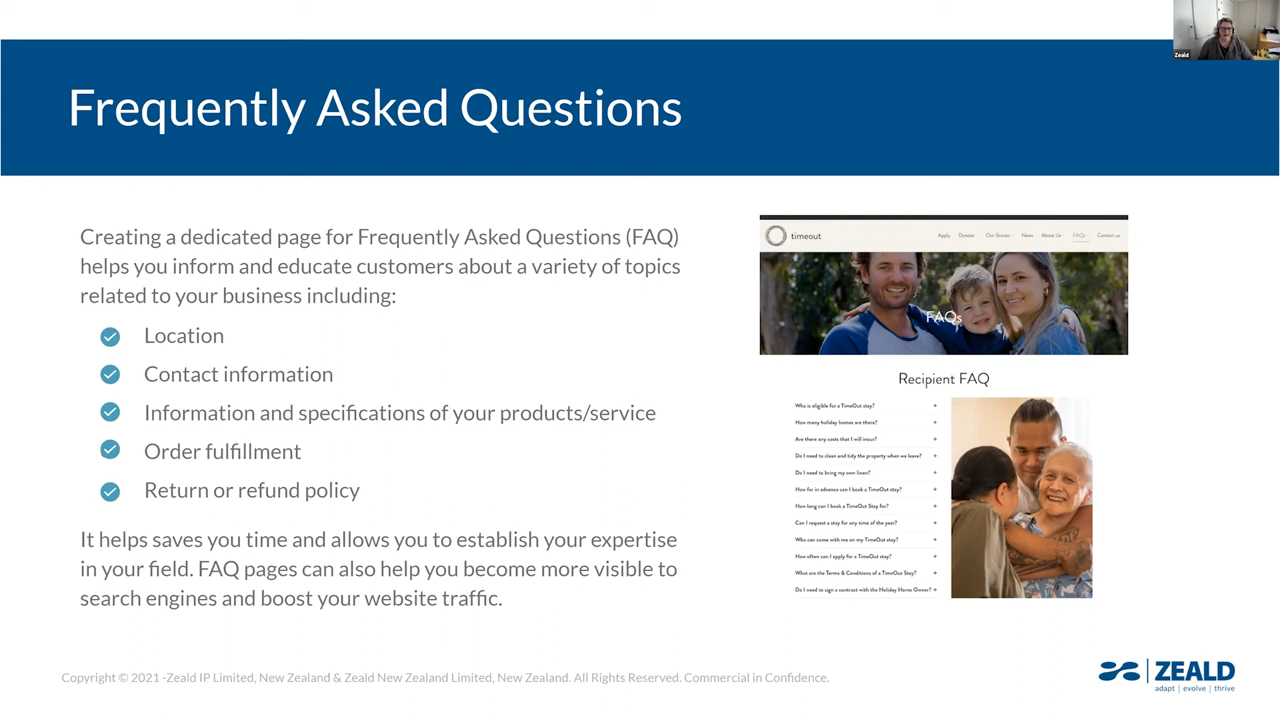 Zeald
Frequently Asked Questions
Creating a dedicated page for Frequently Asked Questions (FAQ)
helps you inform and educate customers about a variety of topics
related to your business including:
Location
Contact information
Information and specifications of your products/service
Order fulfillment
Return or refund policy
It helps saves you time and allows you to establish your expertise
in your field. FAQ pages can also help you become more visible to
search engines and boost your website traffic.
timeout
Apply Donate Our Stories News About Us FAQs Contact us
FAQs
Recipient FAQ
Who is eligible for a TimeOut stay? +
How many holiday homes are there? +
Are there any costs that I will incur? +
Do I need to clean and tidy the property when we leave? +
Do I need to bring my own linen? +
How far in advance can I book a TimeOut stay? +
How long can I book a TimeOut Stay for? +
Can I request a stay for any time of the year? +
Who can come with me on my TimeOut stay? +
How often can I apply for a TimeOut stay? +
What are the Terms & Conditions of a TimeOut Stay? +
Do I need to sign a contract with the Holiday Home Owner? +
Copyright © 2021 -Zeald IP Limited, New Zealand & Zeald New Zealand Limited, New Zealand. All Rights Reserved. Commercial in Confidence.
ZEALD
adapt | evolve | thrive